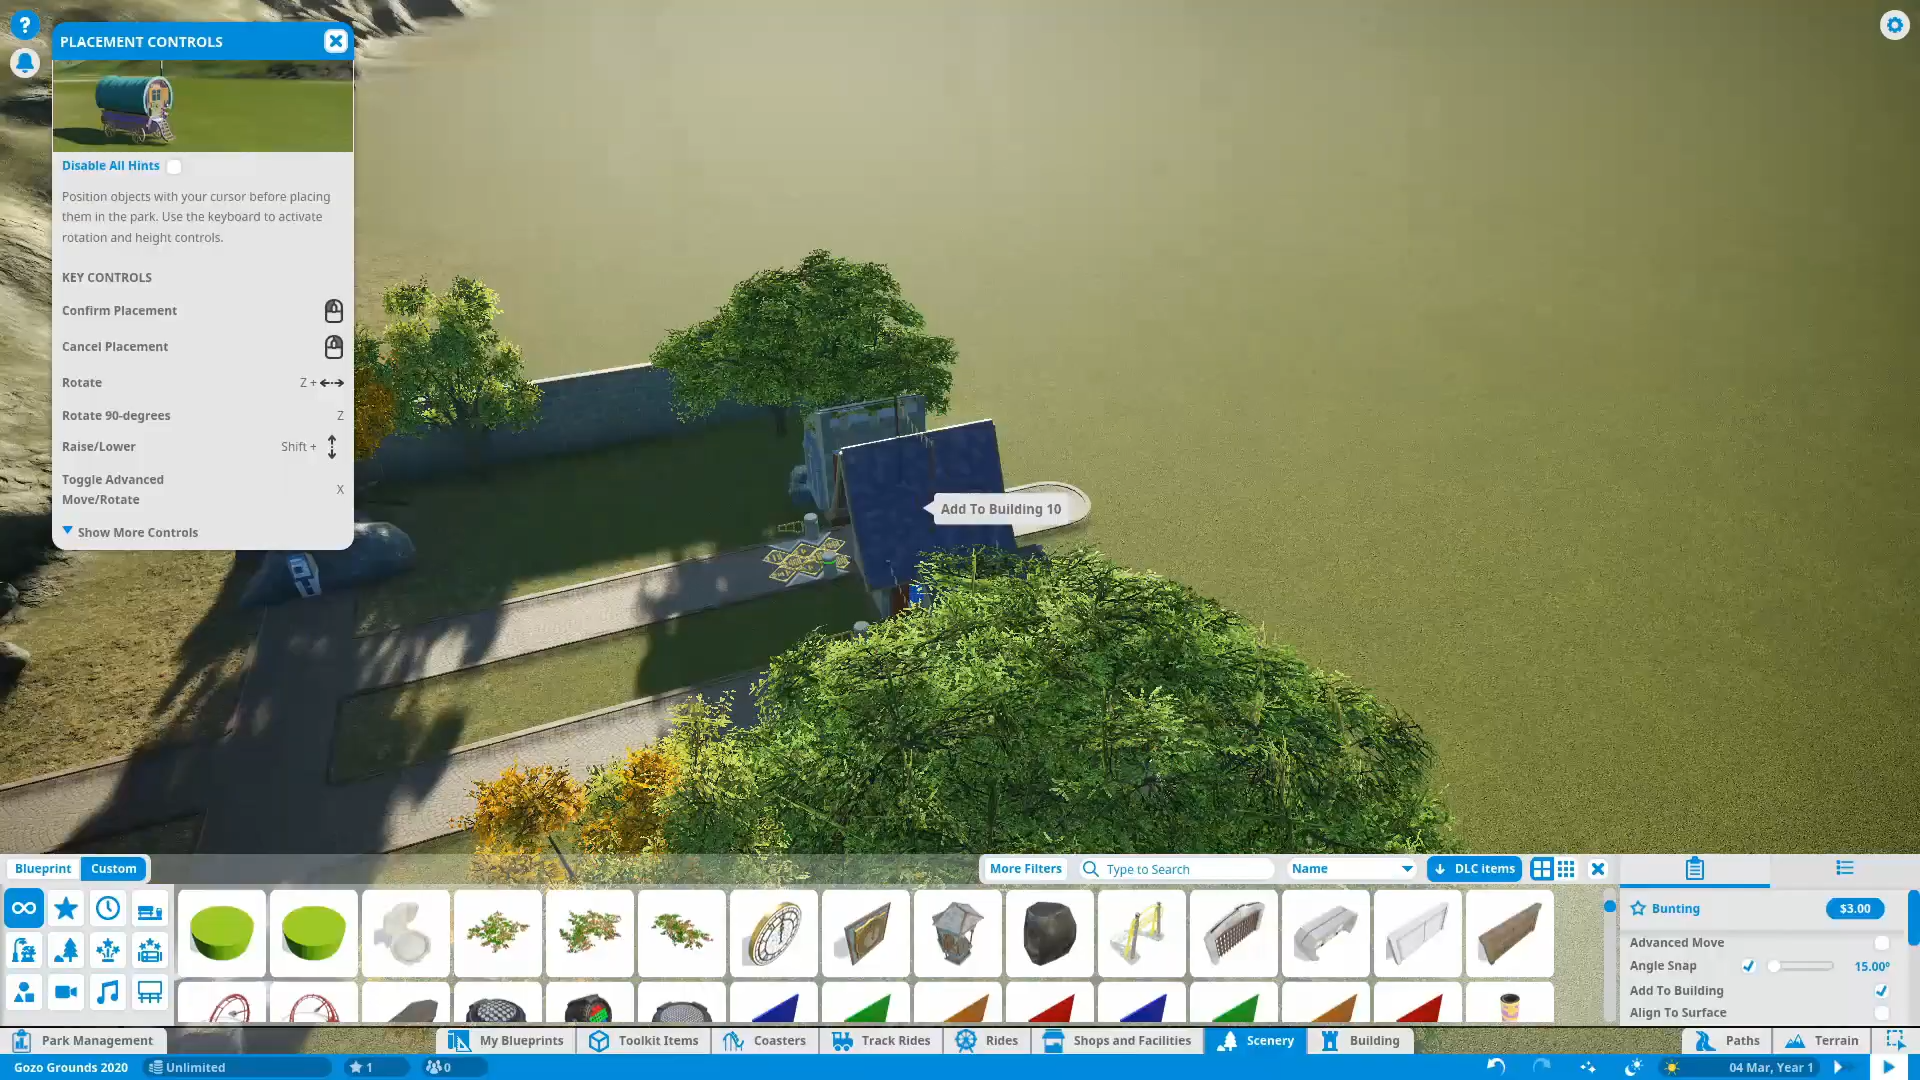 ?
PLACEMENT CONTROLS
Disable All Hints
Position objects with your cursor before placing
them in the park. Use the keyboard to activate
rotation and height controls.
KEY CONTROLS
Confirm Placement
Cancel Placement
Rotate Z +
Rotate 90-degrees Z
Raise/Lower Shift +
Toggle Advanced
Move/Rotate X
Show More Controls
Add To Building 10
Blueprint Custom More Filters Type to Search Name DLC items
Bunting $3.00
Advanced Move
Angle Snap 15.00°
Add To Building
Align To Surface
Park Management My Blueprints Toolkit Items Coasters Track Rides Rides Shops and Facilities Scenery Building Paths Terrain
Gozo Grounds 2020 Unlimited 1 0 04 Mar, Year 1